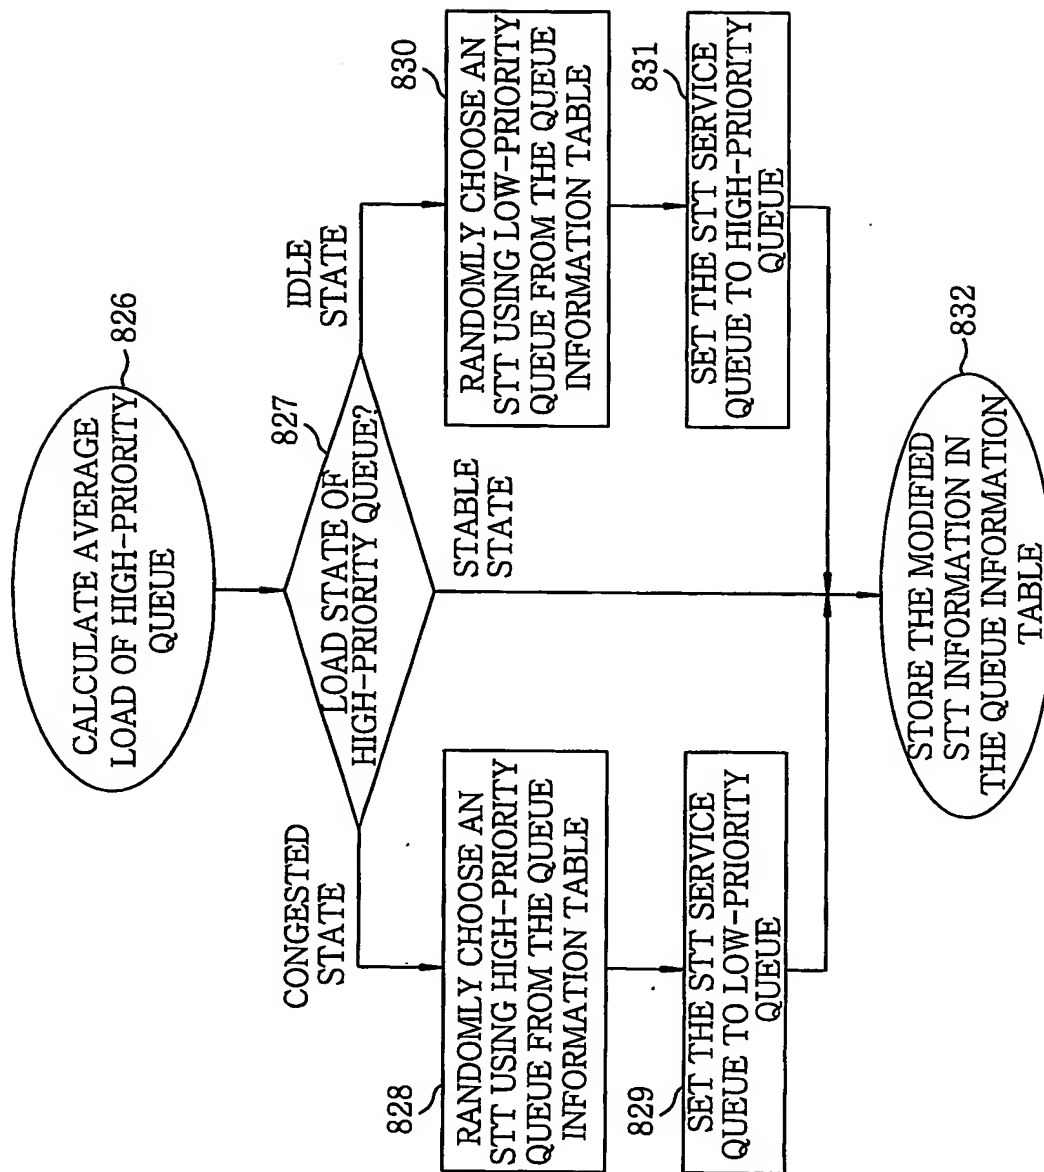 CALCULATE AVERAGE
LOAD OF HIGH-PRIORITY
QUEUE
826
LOAD STATE OF
HIGH-PRIORITY QUEUE?
827
CONGESTED
STATE
STABLE
STATE
IDLE
STATE
RANDOMLY CHOOSE AN
STT USING HIGH-PRIORITY
QUEUE FROM THE QUEUE
INFORMATION TABLE
828
RANDOMLY CHOOSE AN
STT USING LOW-PRIORITY
QUEUE FROM THE QUEUE
INFORMATION TABLE
830
SET THE STT SERVICE
QUEUE TO LOW-PRIORITY
QUEUE
829
SET THE STT SERVICE
QUEUE TO HIGH-PRIORITY
QUEUE
831
STORE THE MODIFIED
STT INFORMATION IN
THE QUEUE INFORMATION
TABLE
832